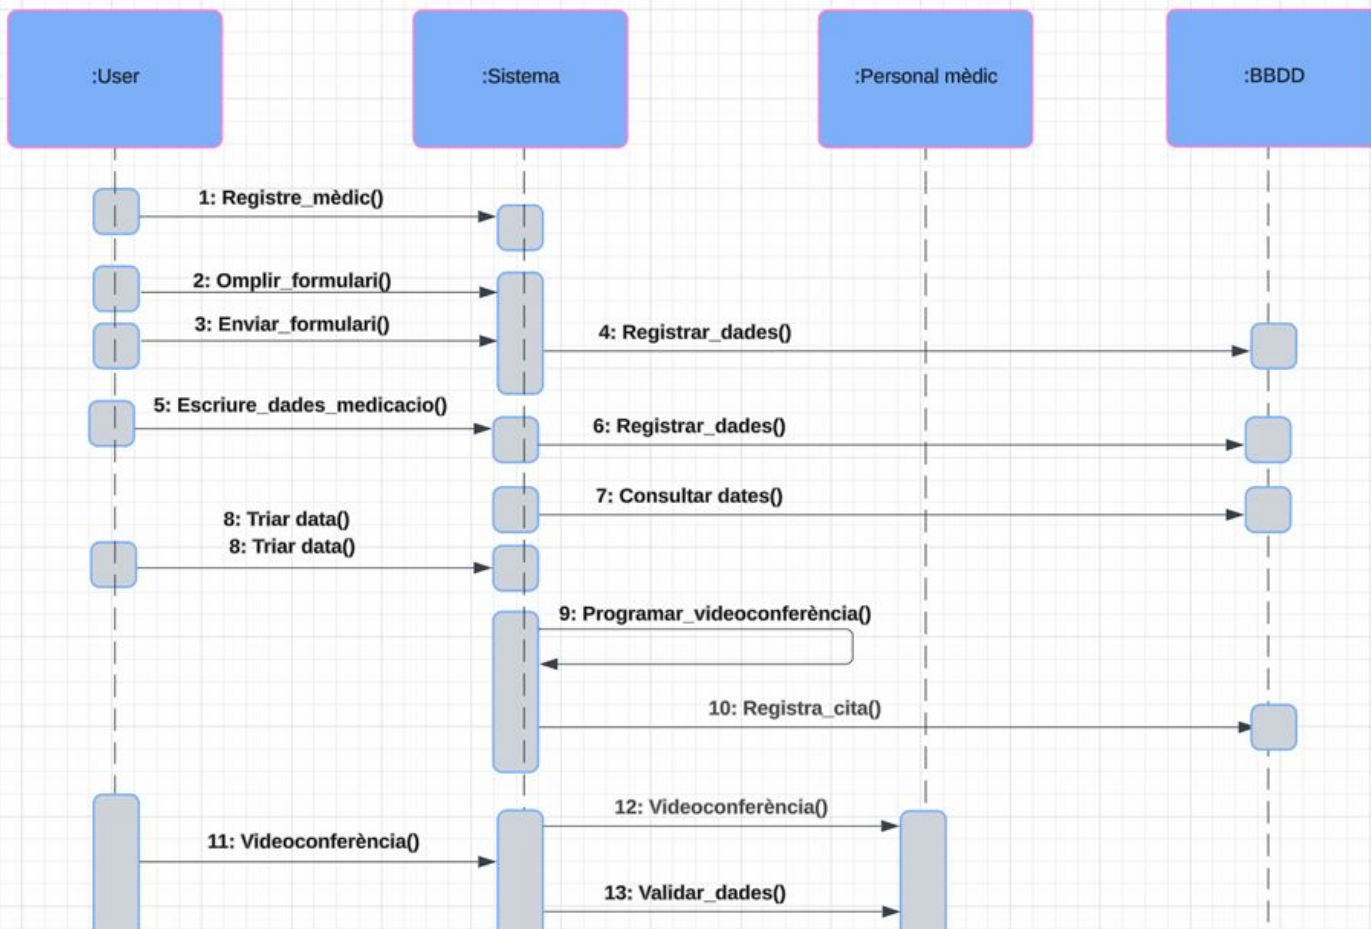 :User
:Sistema
:Personal mèdic
:BBDD
1: Registre_mèdic()
2: Omplir_formulari()
3: Enviar_formulari()
4: Registrar_dades()
5: Escriure_dades_medicacio()
6: Registrar_dades()
7: Consultar dates()
8: Triar data()
8: Triar data()
9: Programar_videoconferència()
10: Registra_cita()
12: Videoconferència()
11: Videoconferència()
13: Validar_dades()